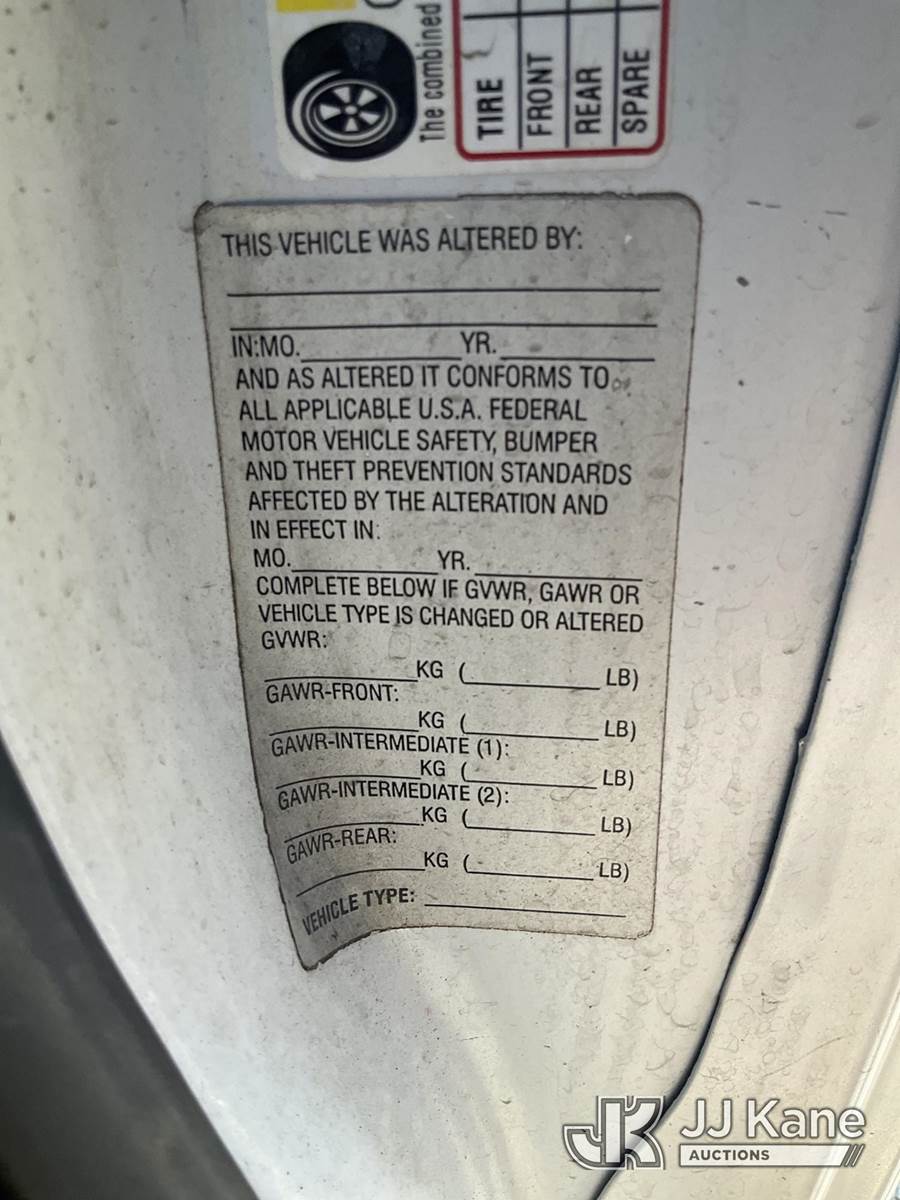 The combined
TIRE
FRONT
REAR
SPARE
THIS VEHICLE WAS ALTERED BY:
IN:MO. YR.
AND AS ALTERED IT CONFORMS TO
ALL APPLICABLE U.S.A. FEDERAL
MOTOR VEHICLE SAFETY, BUMPER
AND THEFT PREVENTION STANDARDS
AFFECTED BY THE ALTERATION AND
IN EFFECT IN:
MO. YR.
COMPLETE BELOW IF GVWR, GAWR OR
VEHICLE TYPE IS CHANGED OR ALTERED
GVWR:
KG ( LB)
GAWR-FRONT:
KG ( LB)
GAWR-INTERMEDIATE (1):
KG ( LB)
GAWR-INTERMEDIATE (2):
KG ( LB)
GAWR-REAR:
KG ( LB)
VEHICLE TYPE:
JK JJ Kane
AUCTIONS